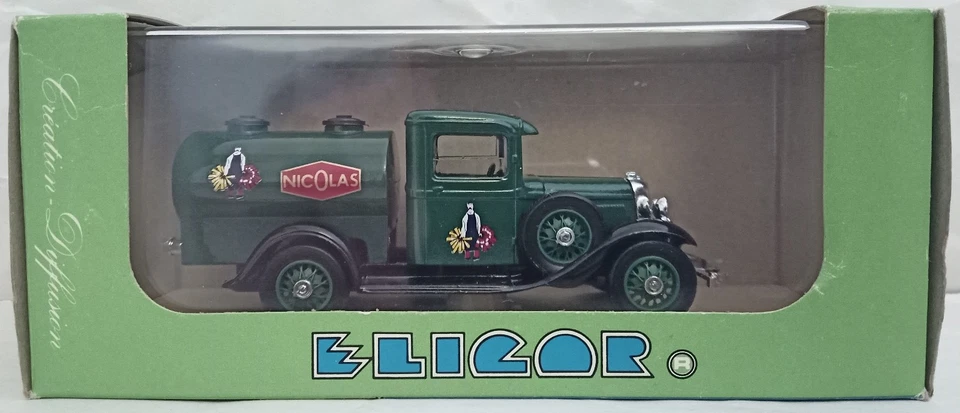 Création - Diffusion
NICOLAS
ELIGOR ®